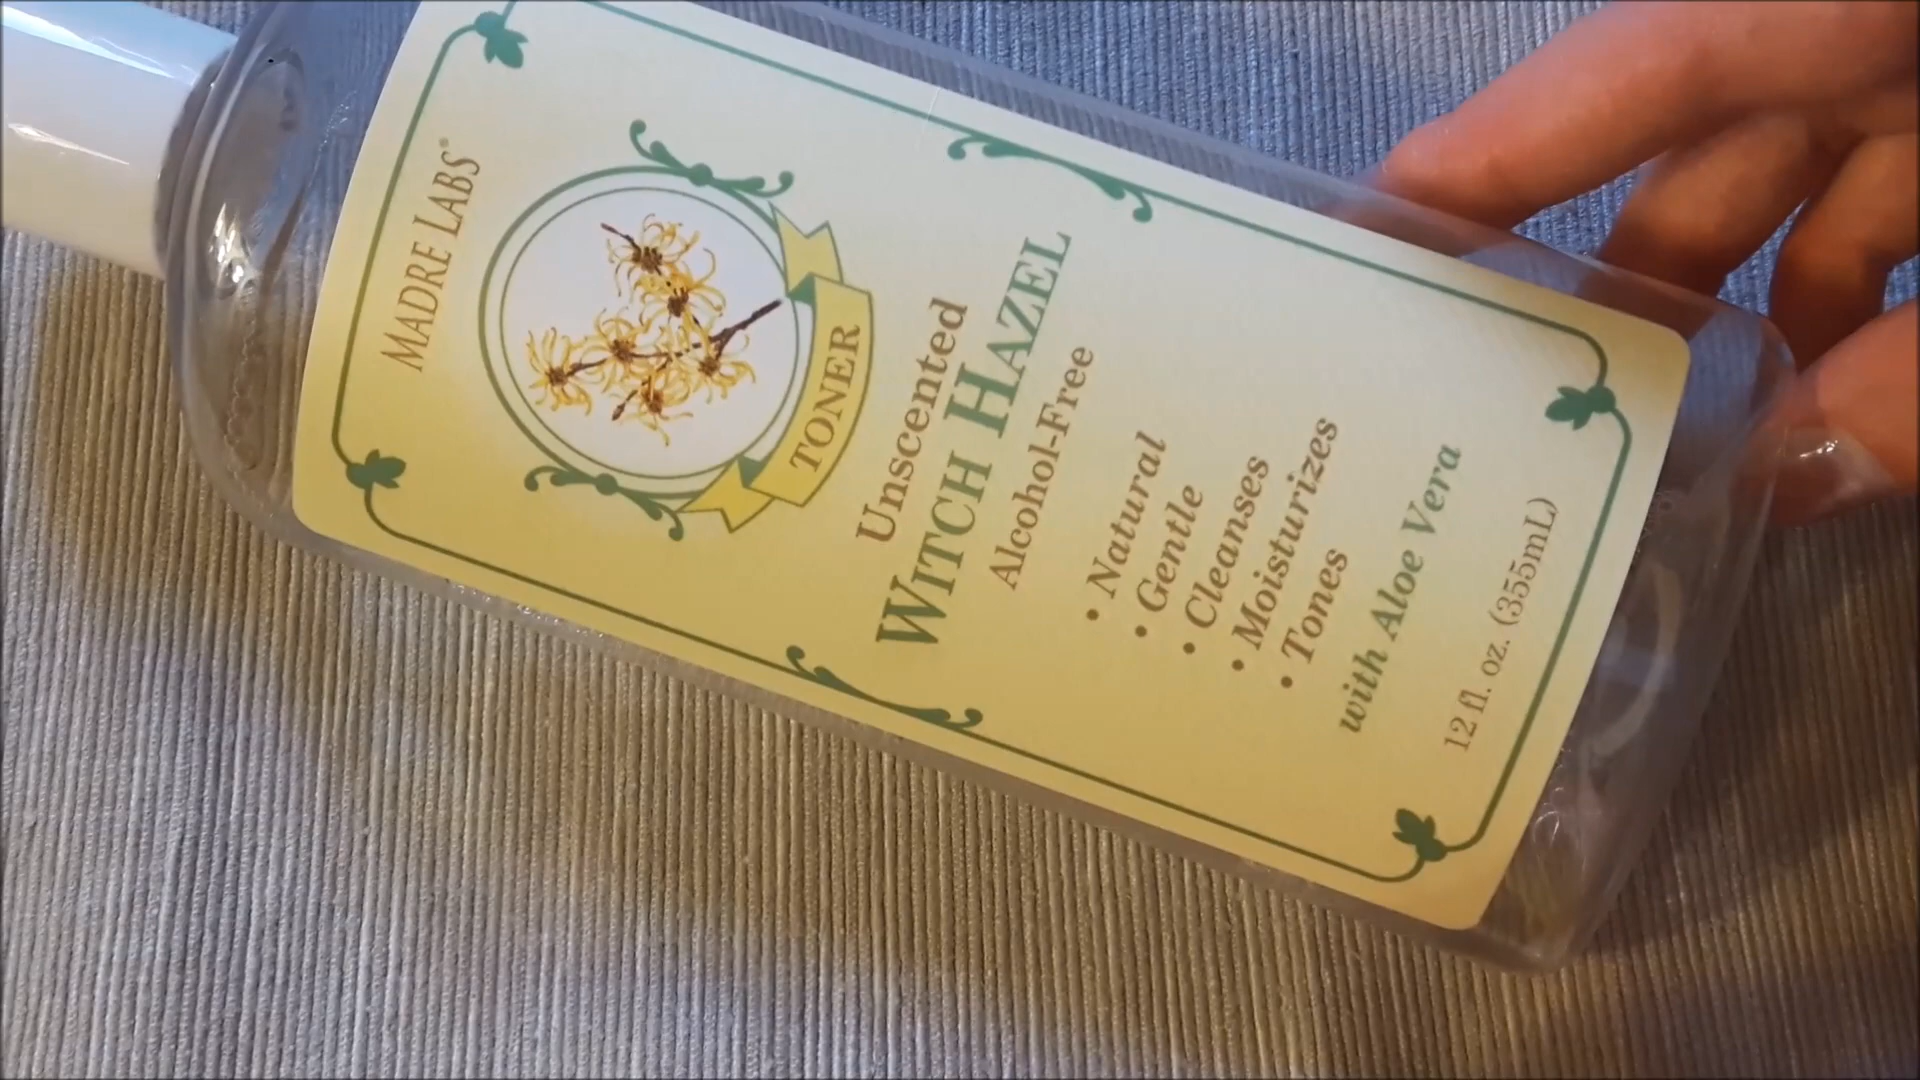 MADRE LABS®
TONER
Unscented
WITCH HAZEL
Alcohol-Free
• Natural
• Gentle
• Cleanses
• Moisturizes
• Tones
with Aloe Vera
12 fl. oz. (355mL)